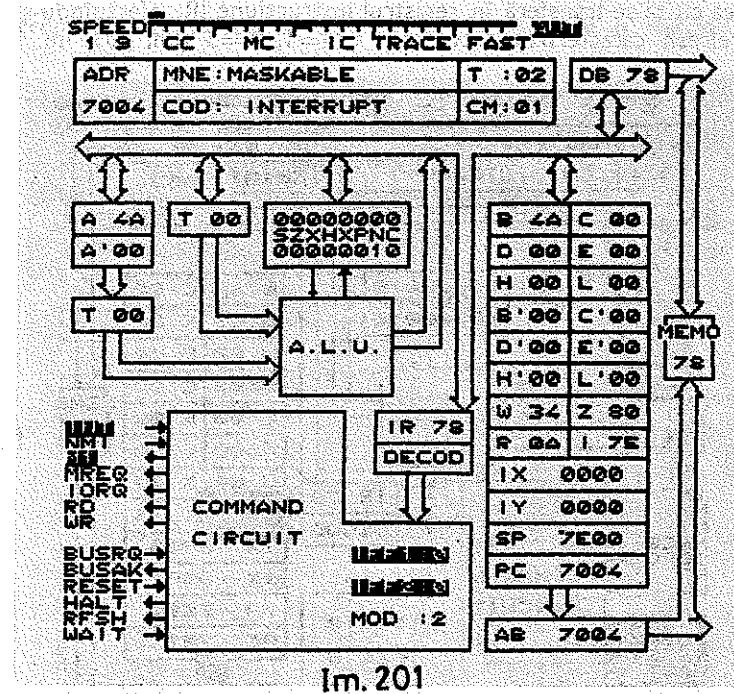 SPEED
1 9 CC MC IC TRACE FAST
ADR MNE:MASKABLE T :02 DB 78
7004 COD: INTERRUPT CM:01
A 4A T 00 00000000 B 4A C 00
A'00 SZXHXPNC D 00 E 00
00000010
H 00 L 00
T 00 B'00 C'00 MEMO
A.L.U. D'00 E'00 78
H'00 L'00
IR 78 W 34 Z 80
NMI DECOD R 0A I 7E
MREQ IX 0000
IORQ
RD COMMAND IY 0000
WR CIRCUIT SP 7E00
BUSRQ PC 7004
BUSAK
RESET
HALT MOD :2
RFSH AB 7004
WAIT
Im.201